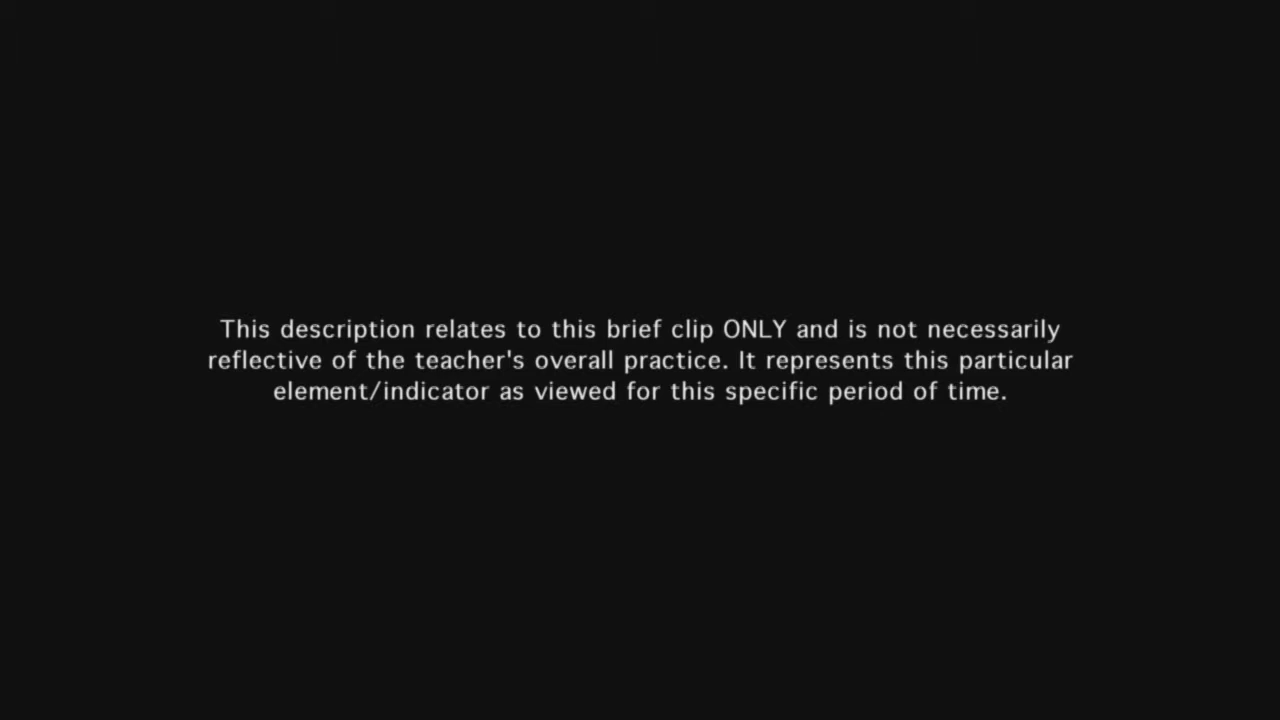 This description relates to this brief clip ONLY and is not necessarily
reflective of the teacher's overall practice. It represents this particular
element/indicator as viewed for this specific period of time.